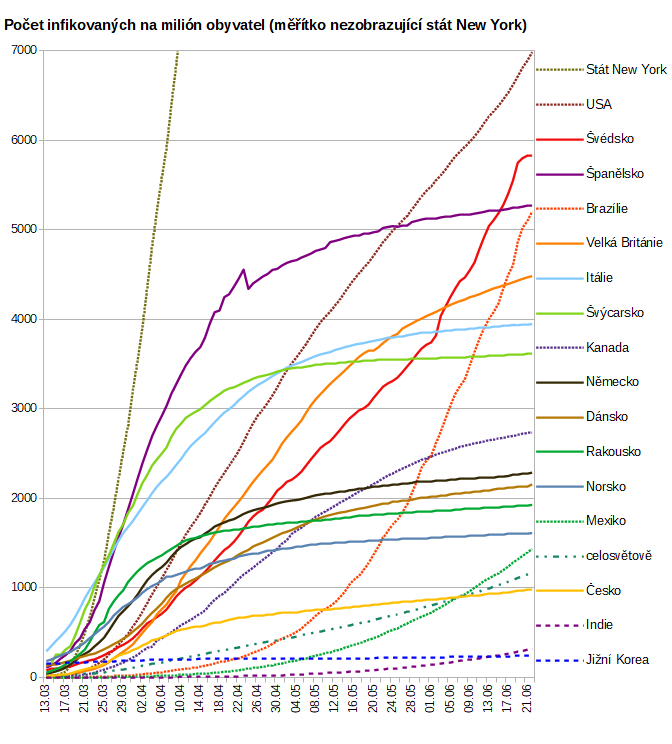 Počet infikovaných na milión obyvatel (měřítko nezobrazující stát New York)
7000
6000
5000
4000
3000
2000
1000
0
13.03
17.03
21.03
25.03
29.03
02.04
06.04
10.04
14.04
18.04
22.04
26.04
30.04
04.05
08.05
12.05
16.05
20.05
24.05
28.05
01.06
05.06
09.06
13.06
17.06
21.06
Stát New York
USA
Švédsko
Španělsko
Brazílie
Velká Británie
Itálie
Švýcarsko
Kanada
Německo
Dánsko
Rakousko
Norsko
Mexiko
celosvětově
Česko
Indie
Jižní Korea